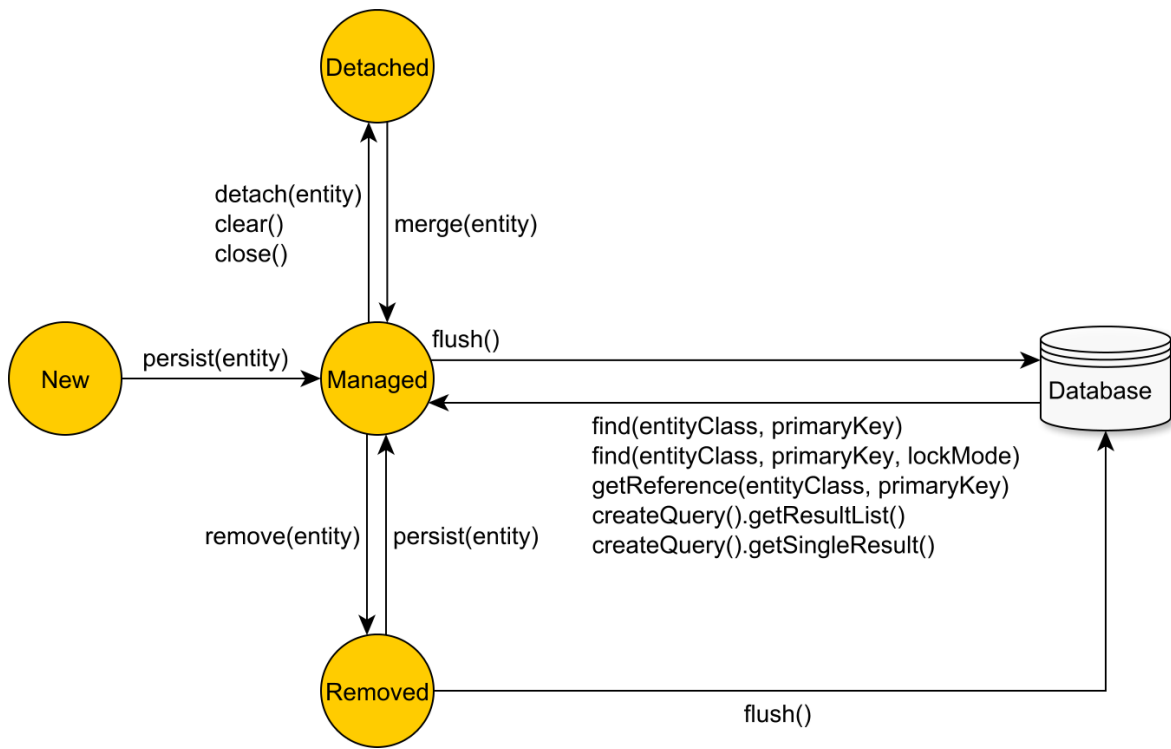 Detached
detach(entity)
clear()
close()
merge(entity)
New
persist(entity)
Managed
flush()
Database
find(entityClass, primaryKey)
find(entityClass, primaryKey, lockMode)
getReference(entityClass, primaryKey)
createQuery().getResultList()
createQuery().getSingleResult()
remove(entity)
persist(entity)
Removed
flush()